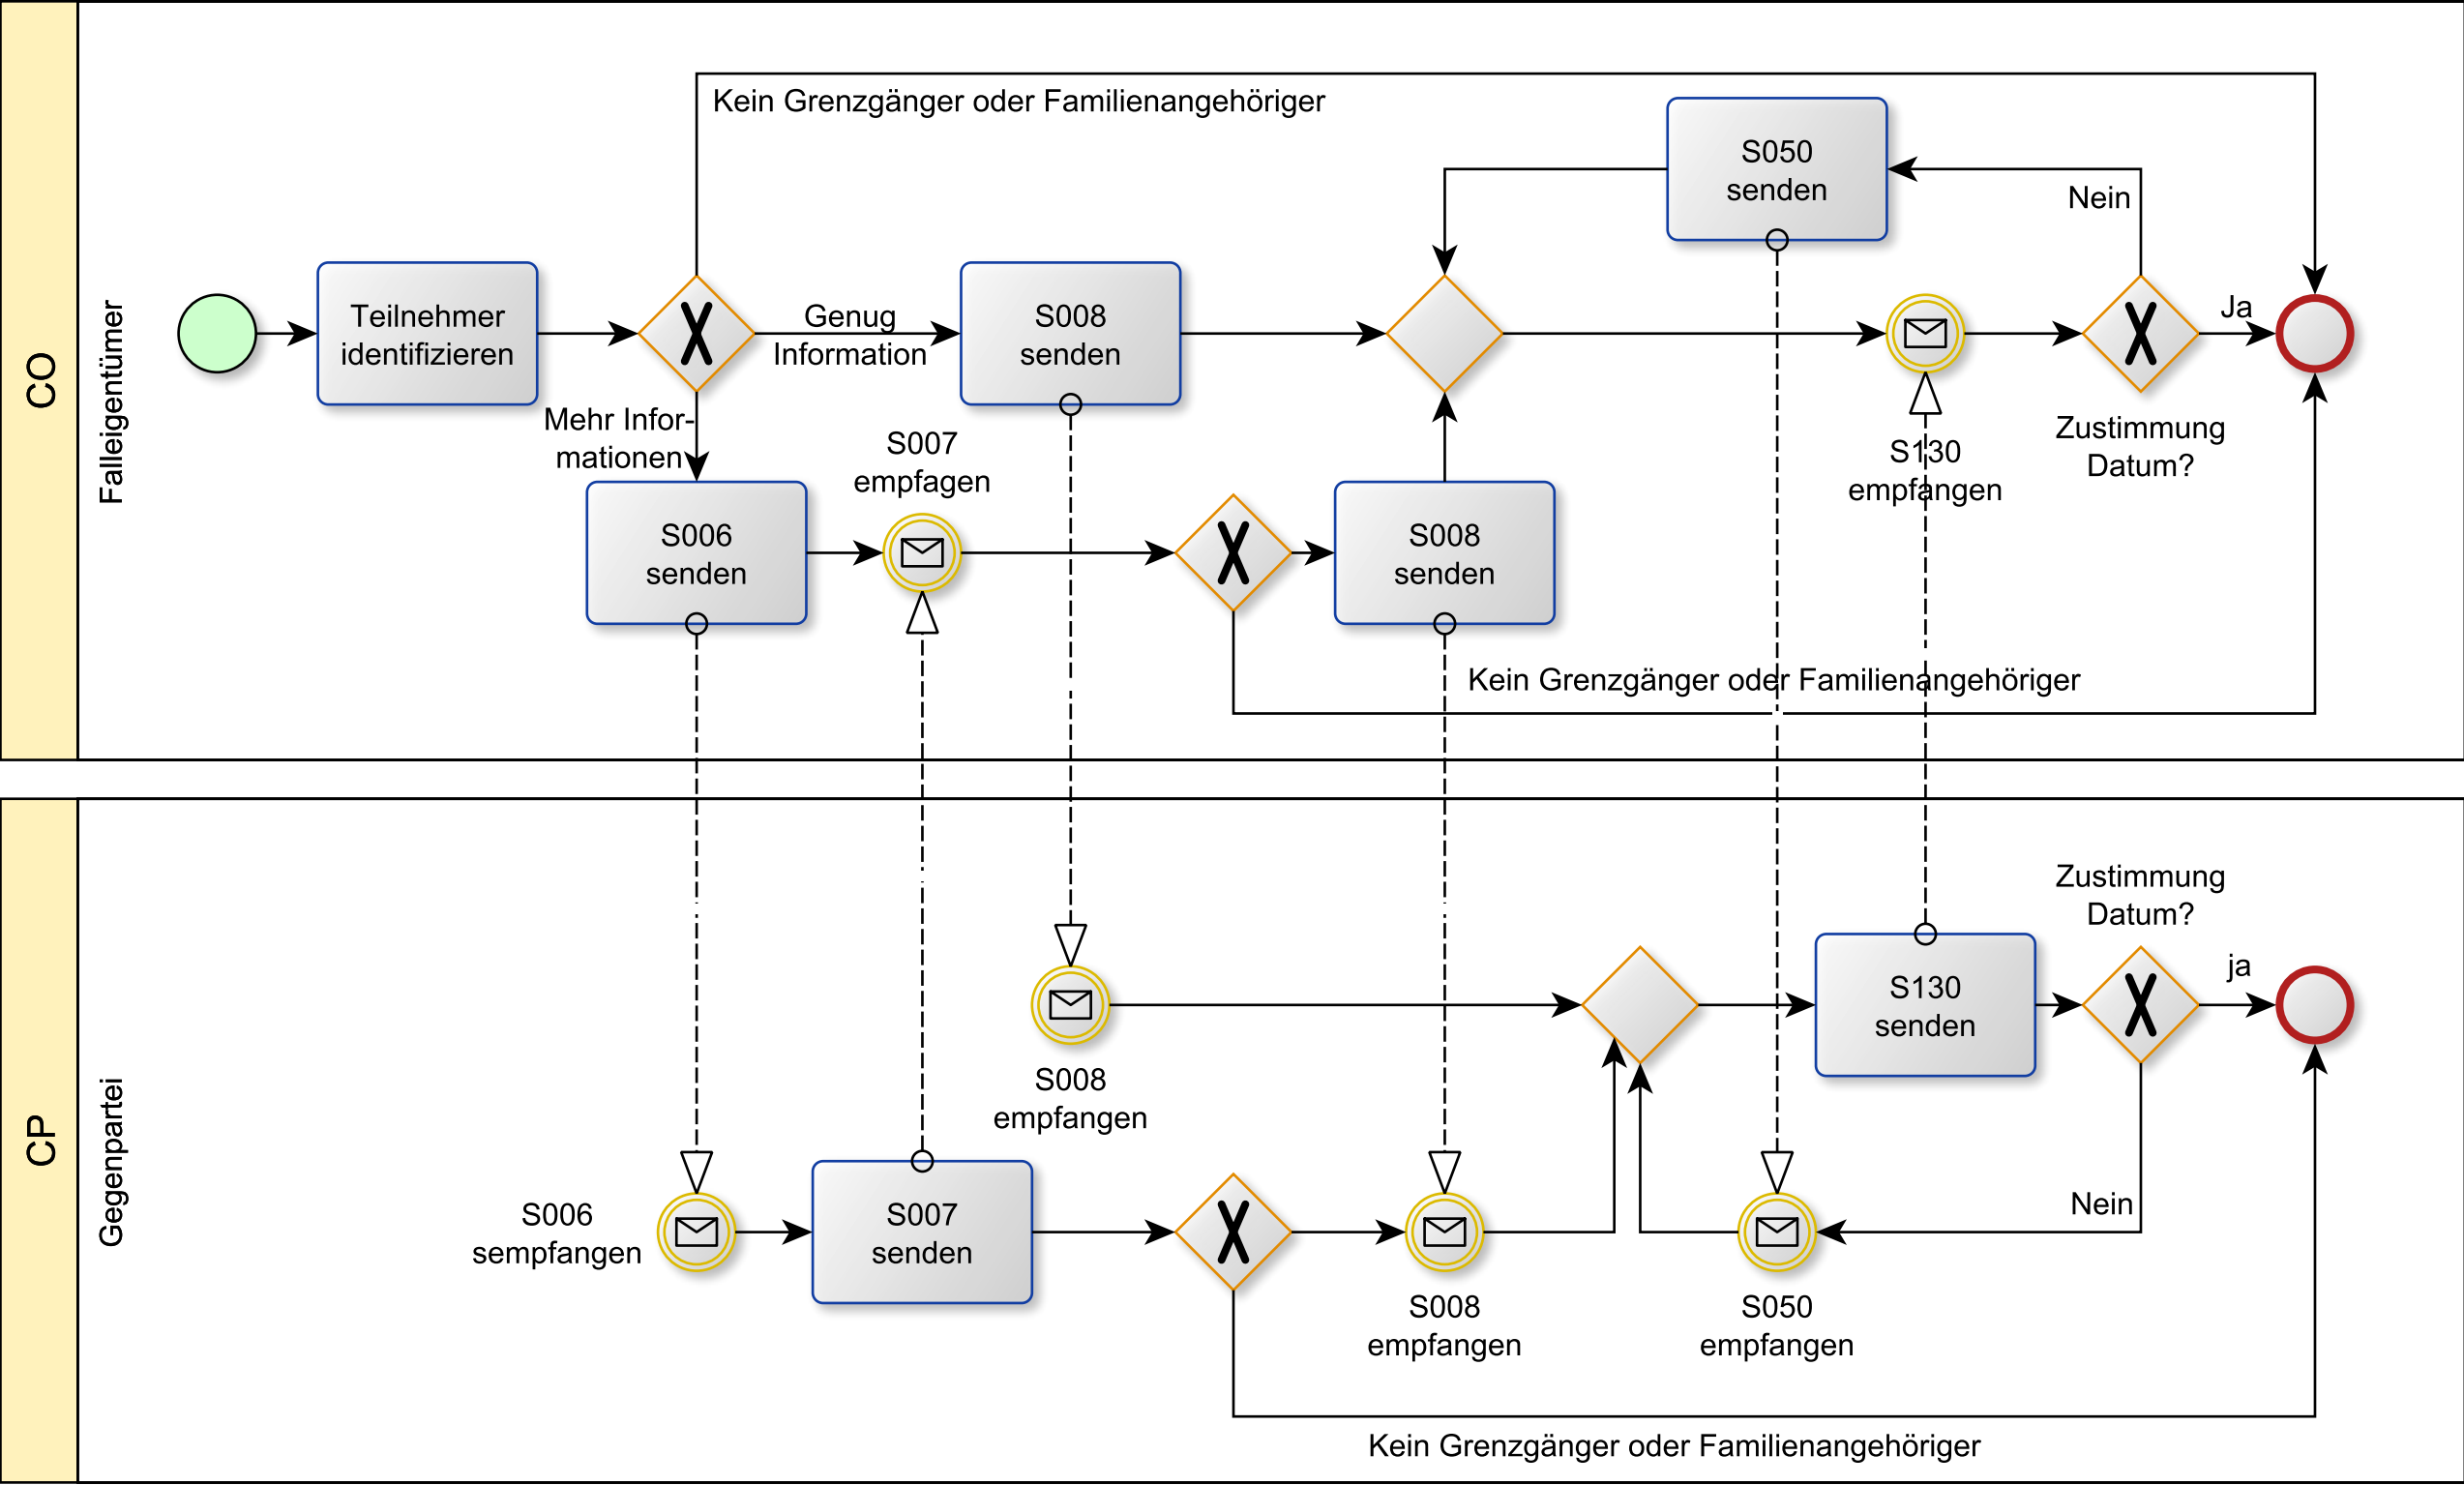 CO
Falleigentümer
Kein Grenzgänger oder Familienangehöriger
S050
senden
Nein
Teilnehmer
identifizieren
Genug
Information
S008
senden
Ja
Mehr Infor-
mationen
S007
empfagen
S130
empfangen
Zustimmung
Datum?
S006
senden
S008
senden
Kein Grenzgänger oder Familienangehöriger
CP
Gegenpartei
Zustimmung
Datum?
S130
senden
ja
S008
empfangen
S006
sempfangen
S007
senden
Nein
S008
empfangen
S050
empfangen
Kein Grenzgänger oder Familienangehöriger